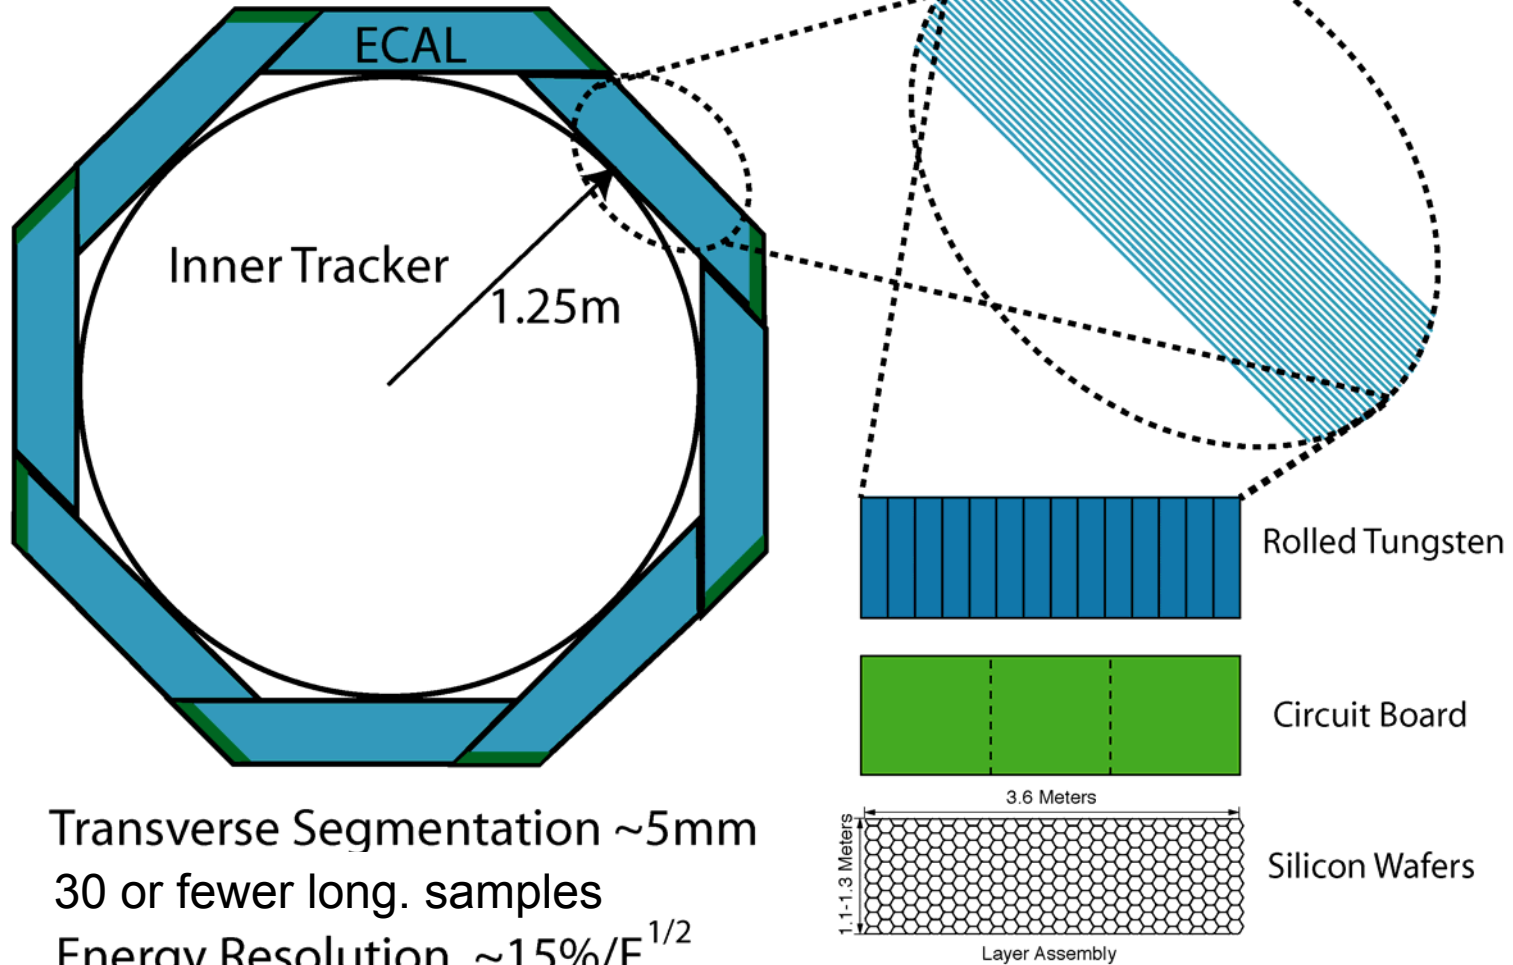 ECAL
Inner Tracker
1.25m
Rolled Tungsten
Circuit Board
3.6 Meters
1.1-1.3 Meters
Silicon Wafers
Layer Assembly
Transverse Segmentation ~5mm
30 or fewer long. samples
Energy Resolution ~15%/E^1/2